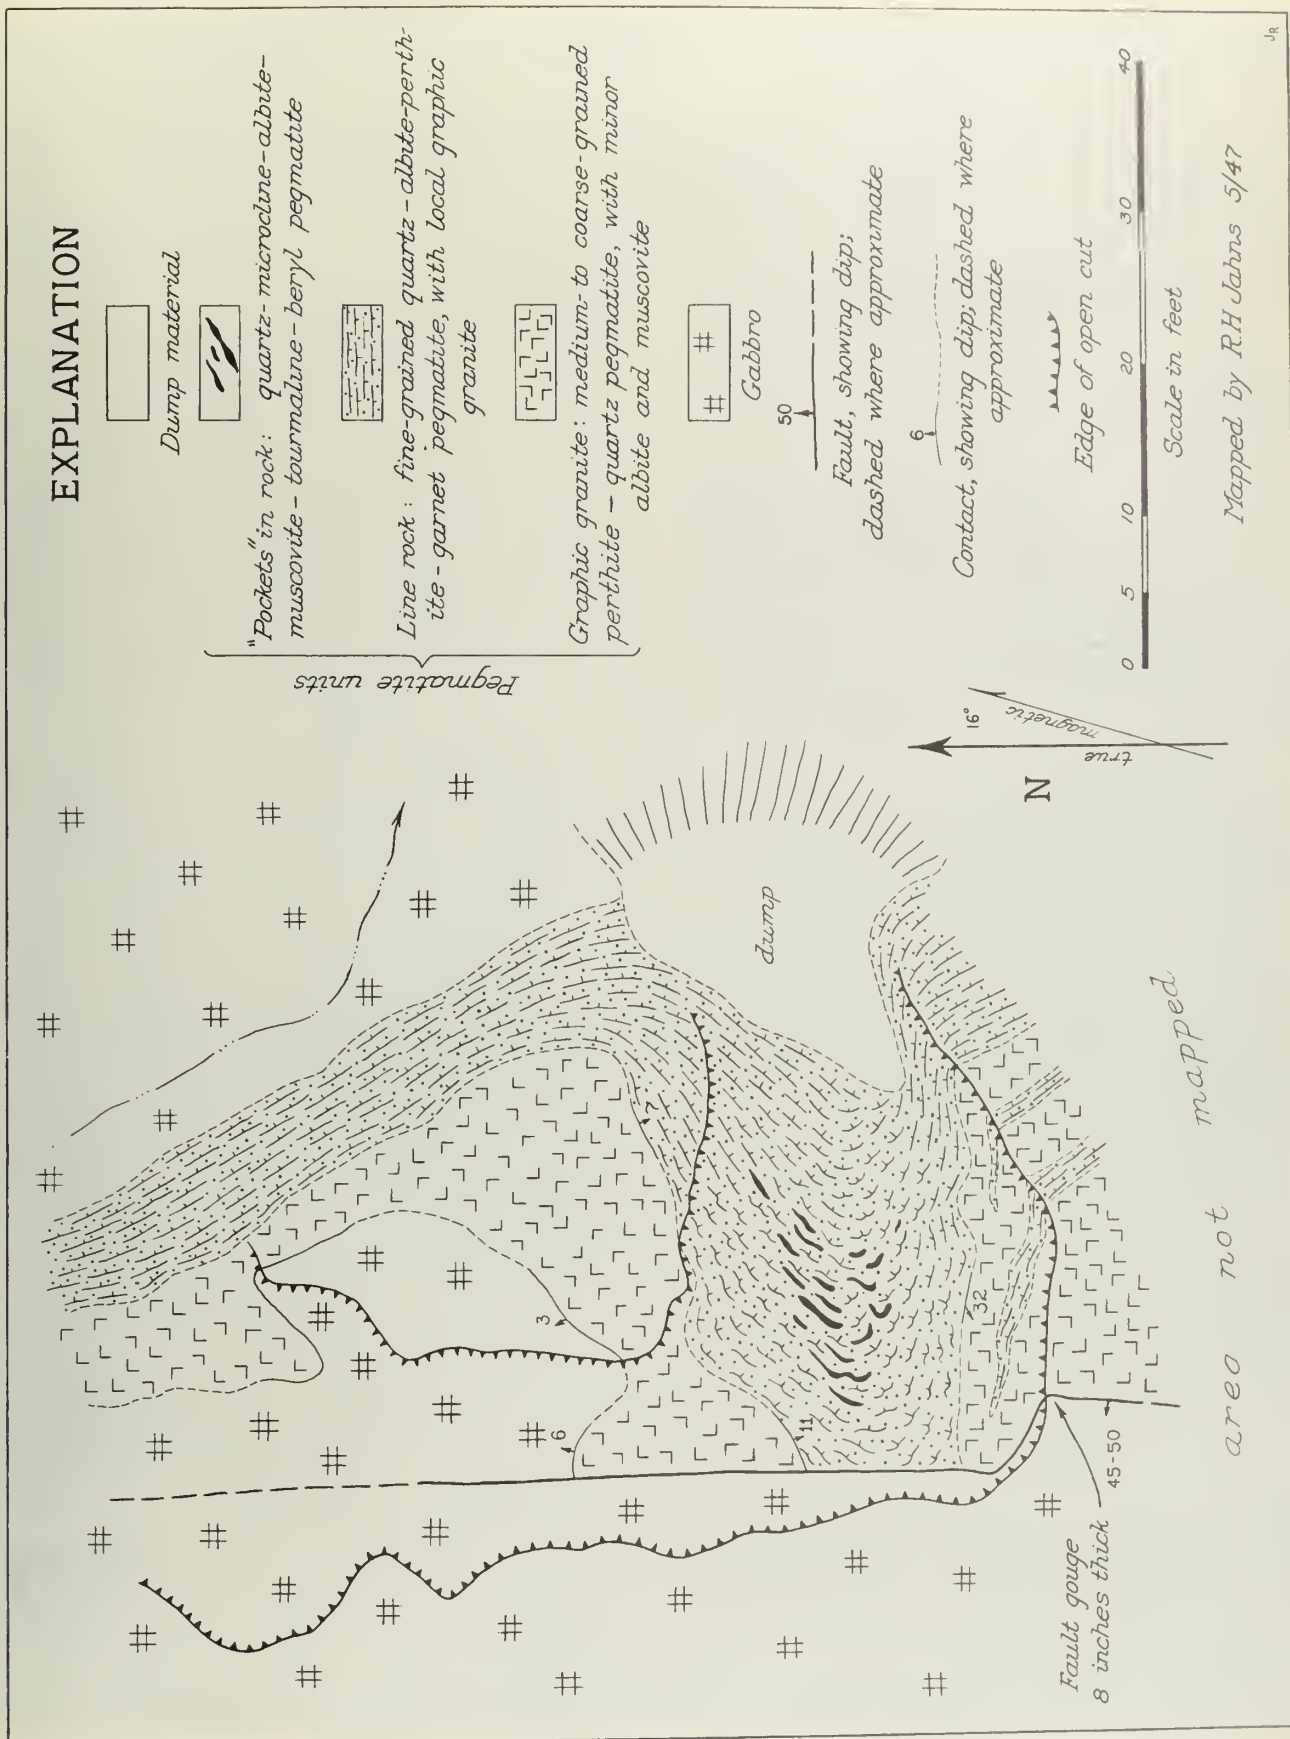 EXPLANATION
Dump material
"Pockets" in rock: quartz-microcline-albite-
muscovite-tourmaline-beryl pegmatite
Line rock: fine-grained quartz-albite-perth-
ite-garnet pegmatite, with local graphic
granite
Graphic granite: medium- to coarse-grained
perthite-quartz pegmatite, with minor
albite and muscovite
Pegmatite units
Gabbro
50
Fault, showing dip;
dashed where approximate
6
Contact, showing dip; dashed where
approximate
Edge of open cut
0 5 10 20 30 40
Scale in feet
Mapped by R.H Jahns 5/47
JR
N
true
magnetic
16°
dump
7
3
6
11
32
45-50
Fault gouge
8 inches thick
area not mapped